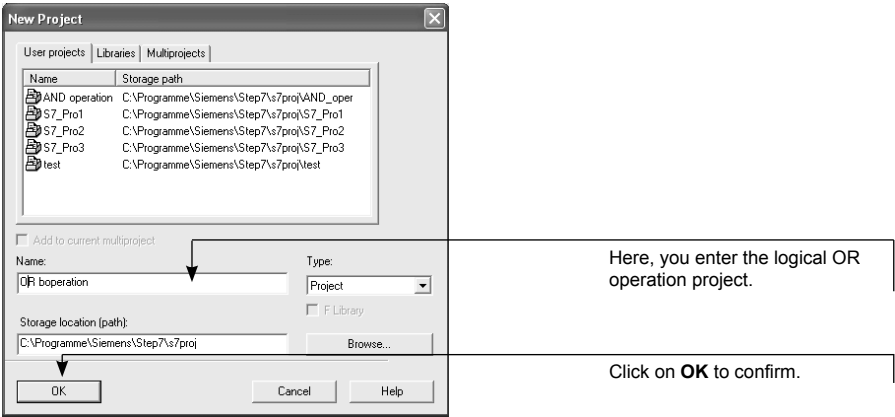 New Project
User projects Libraries Multiprojects
Name Storage path
AND operation C:\Programme\Siemens\Step7\s7proj\AND_oper
S7_Pro1 C:\Programme\Siemens\Step7\s7proj\S7_Pro1
S7_Pro2 C:\Programme\Siemens\Step7\s7proj\S7_Pro2
S7_Pro3 C:\Programme\Siemens\Step7\s7proj\S7_Pro3
test C:\Programme\Siemens\Step7\s7proj\test
Add to current multiproject
Name: Type:
OR boperation Project
F Library
Storage location (path):
C:\Programme\Siemens\Step7\s7proj Browse...
OK Cancel Help
Here, you enter the logical OR
operation project.
Click on OK to confirm.